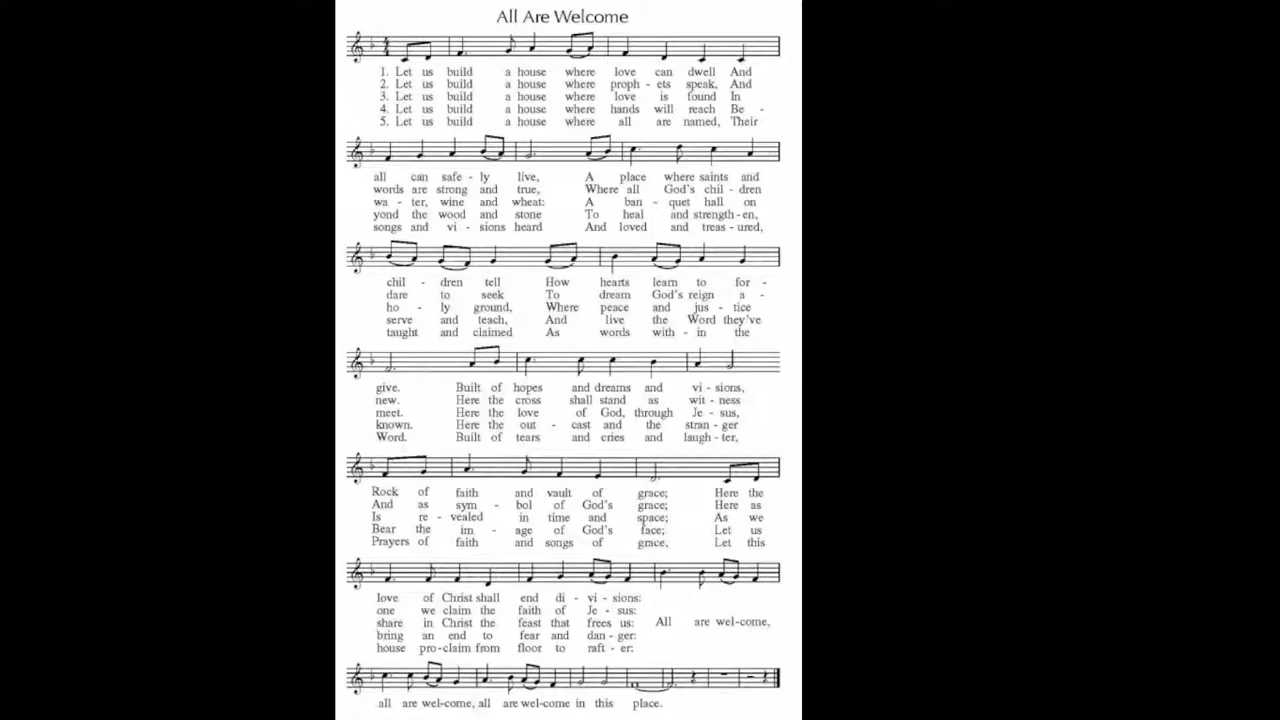 All Are Welcome
1. Let us build a house where love can dwell And
2. Let us build a house where proph - ets speak, And
3. Let us build a house where love is found In
4. Let us build a house where hands will reach Be -
5. Let us build a house where all are named, Their
all can safe - ly live, A place where saints and
words are strong and true, Where all God's chil - dren
wa - ter, wine and wheat: A ban - quet hall on
yond the wood and stone To heal and strength - en,
songs and vi - sions heard And loved and treas - ured,
chil - dren tell How hearts learn to for -
dare to seek To dream God's reign a -
ho - ly ground, Where peace and jus - tice
serve and teach, And live the Word they've
taught and claimed As words with - in the
give. Built of hopes and dreams and vi - sions,
new. Here the cross shall stand as wit - ness
meet. Here the love of God, through Je - sus,
known. Here the out - cast and the stran - ger
Word. Built of tears and cries and laugh - ter,
Rock of faith and vault of grace; Here the
And as sym - bol of God's grace; Here as
Is re - vealed in time and space; As we
Bear the im - age of God's face; Let us
Prayers of faith and songs of grace, Let this
love of Christ shall end di - vi - sions:
one we claim the faith of Je - sus:
share in Christ the feast that frees us: All are wel-come,
bring an end to fear and dan - ger:
house pro - claim from floor to raft - er:
all are wel-come, all are wel-come in this place.